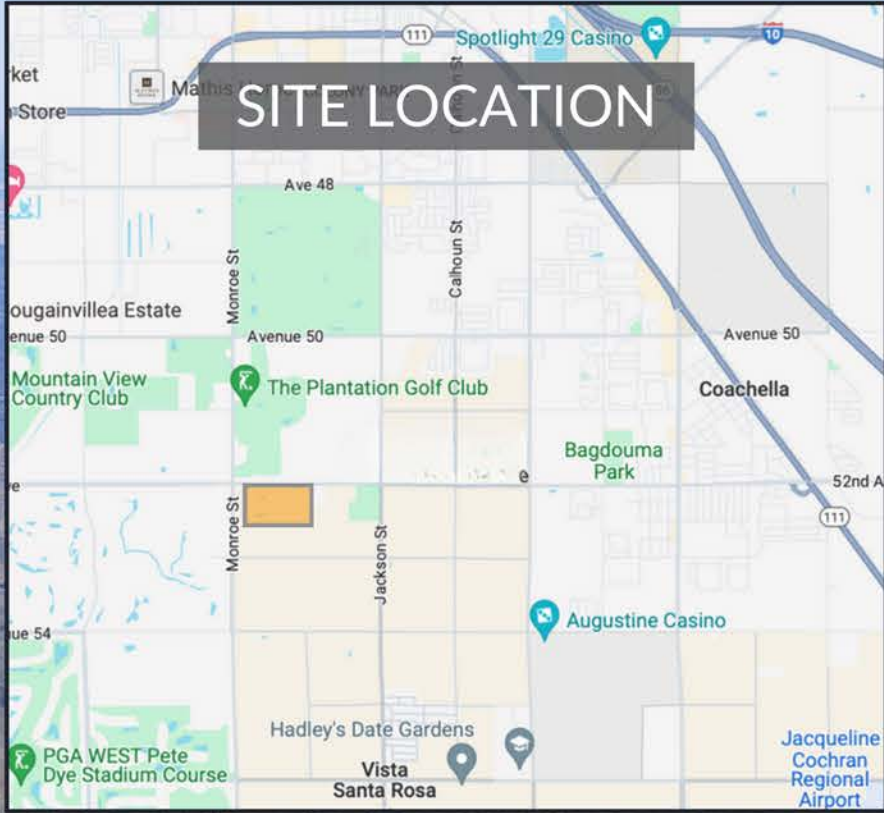 111
Spotlight 29 Casino
10
ket
Store
Mathis
SITE LOCATION
Ave 48
Monroe St
Calhoun St
ougainvillea Estate
enue 50
Avenue 50
Avenue 50
Mountain View
Country Club
The Plantation Golf Club
Coachella
Bagdouma
Park
e
52nd A
Monroe St
Jackson St
111
ue 54
Augustine Casino
Hadley's Date Gardens
PGA WEST Pete
Dye Stadium Course
Vista
Santa Rosa
Jacqueline
Cochran
Regional
Airport